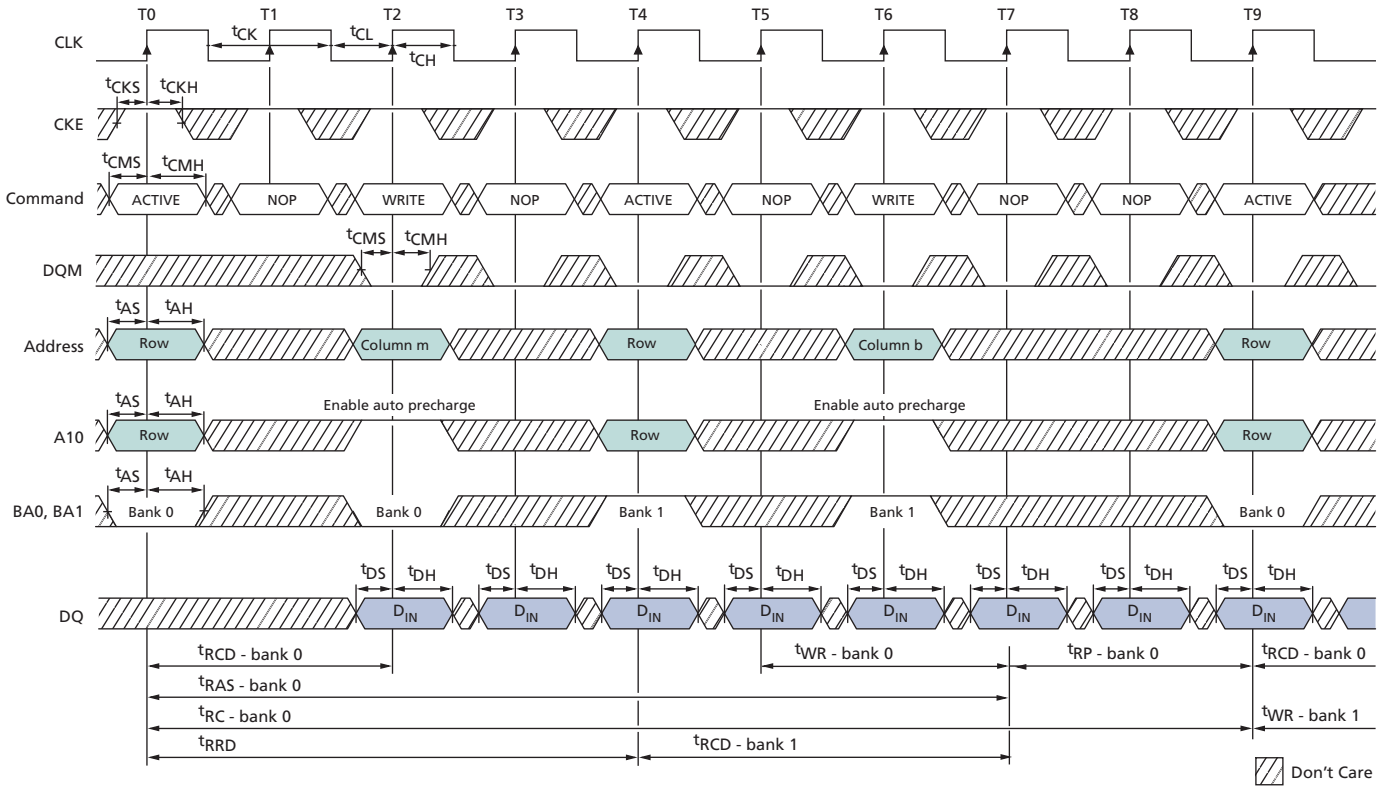 T0 T1 T2 T3 T4 T5 T6 T7 T8 T9
CLK tCK tCL tCH
tCKS tCKH
CKE
tCMS tCMH
Command ACTIVE NOP WRITE NOP ACTIVE NOP WRITE NOP NOP ACTIVE
tCMS tCMH
DQM
tAS tAH
Address Row Column m Row Column b Row
tAS tAH Enable auto precharge Enable auto precharge
A10 Row Row Row
tAS tAH
BA0, BA1 Bank 0 Bank 0 Bank 1 Bank 1 Bank 0
tDS tDH tDS tDH tDS tDH tDS tDH tDS tDH tDS tDH tDS tDH tDS tDH
DQ DIN DIN DIN DIN DIN DIN DIN DIN
tRCD - bank 0 tWR - bank 0 tRP - bank 0 tRCD - bank 0
tRAS - bank 0
tRC - bank 0 tWR - bank 1
tRRD tRCD - bank 1
Don't Care